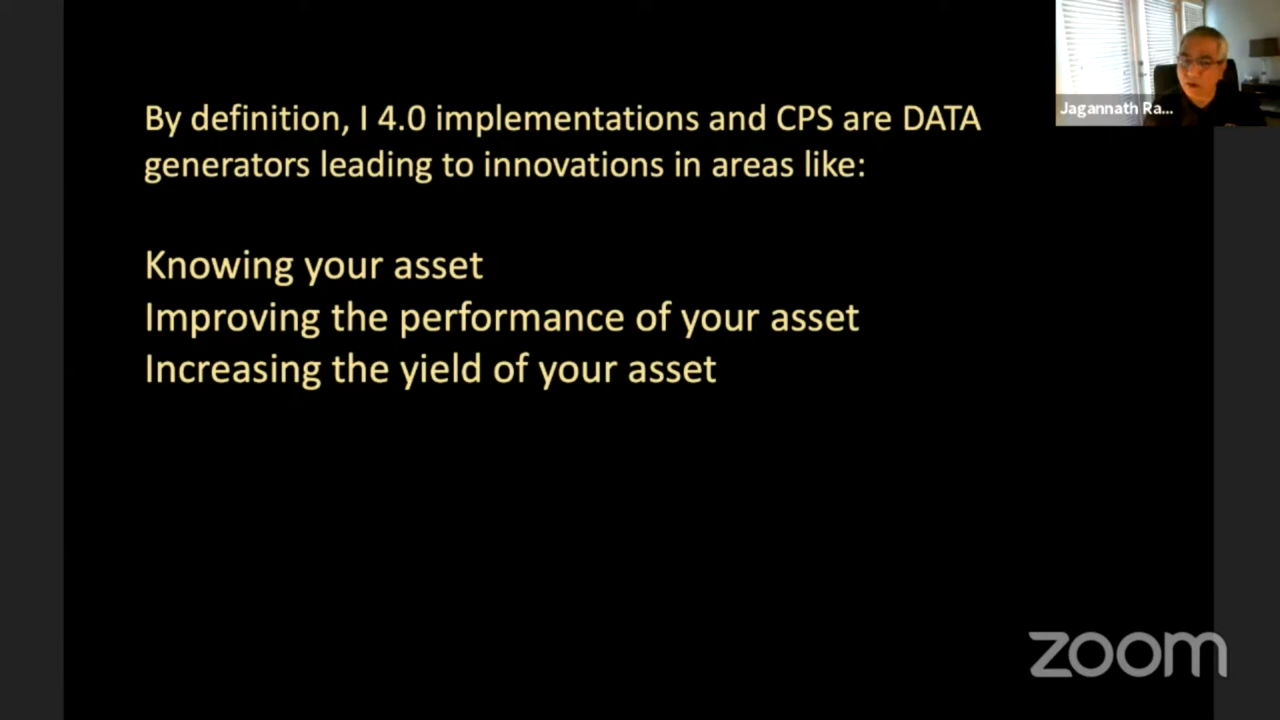 By definition, I 4.0 implementations and CPS are DATA
generators leading to innovations in areas like:
Knowing your asset
Improving the performance of your asset
Increasing the yield of your asset
Jagannath Ra...
zoom